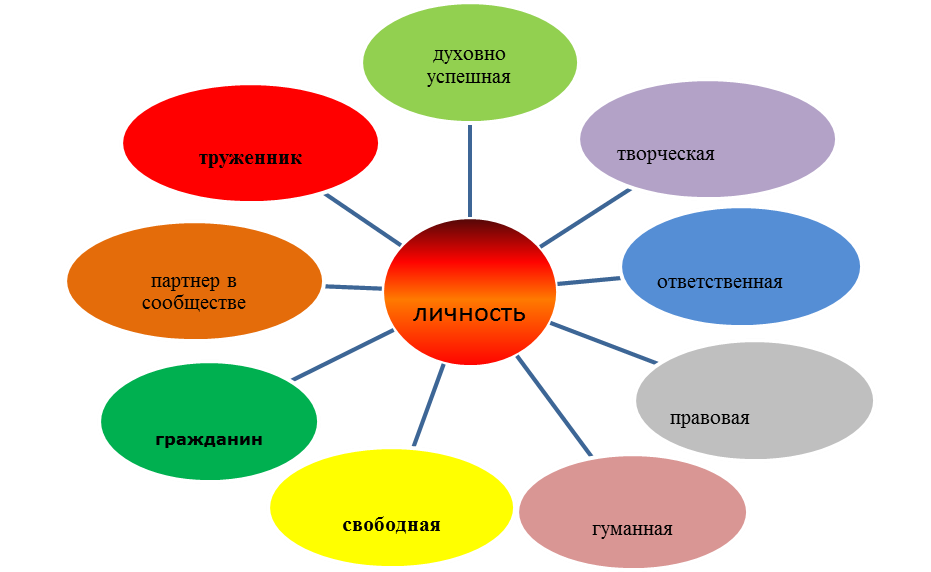 духовно
успешная
творческая
ответственная
правовая
гуманная
свободная
гражданин
партнер в
сообществе
труженник
ЛИЧНОСТЬ